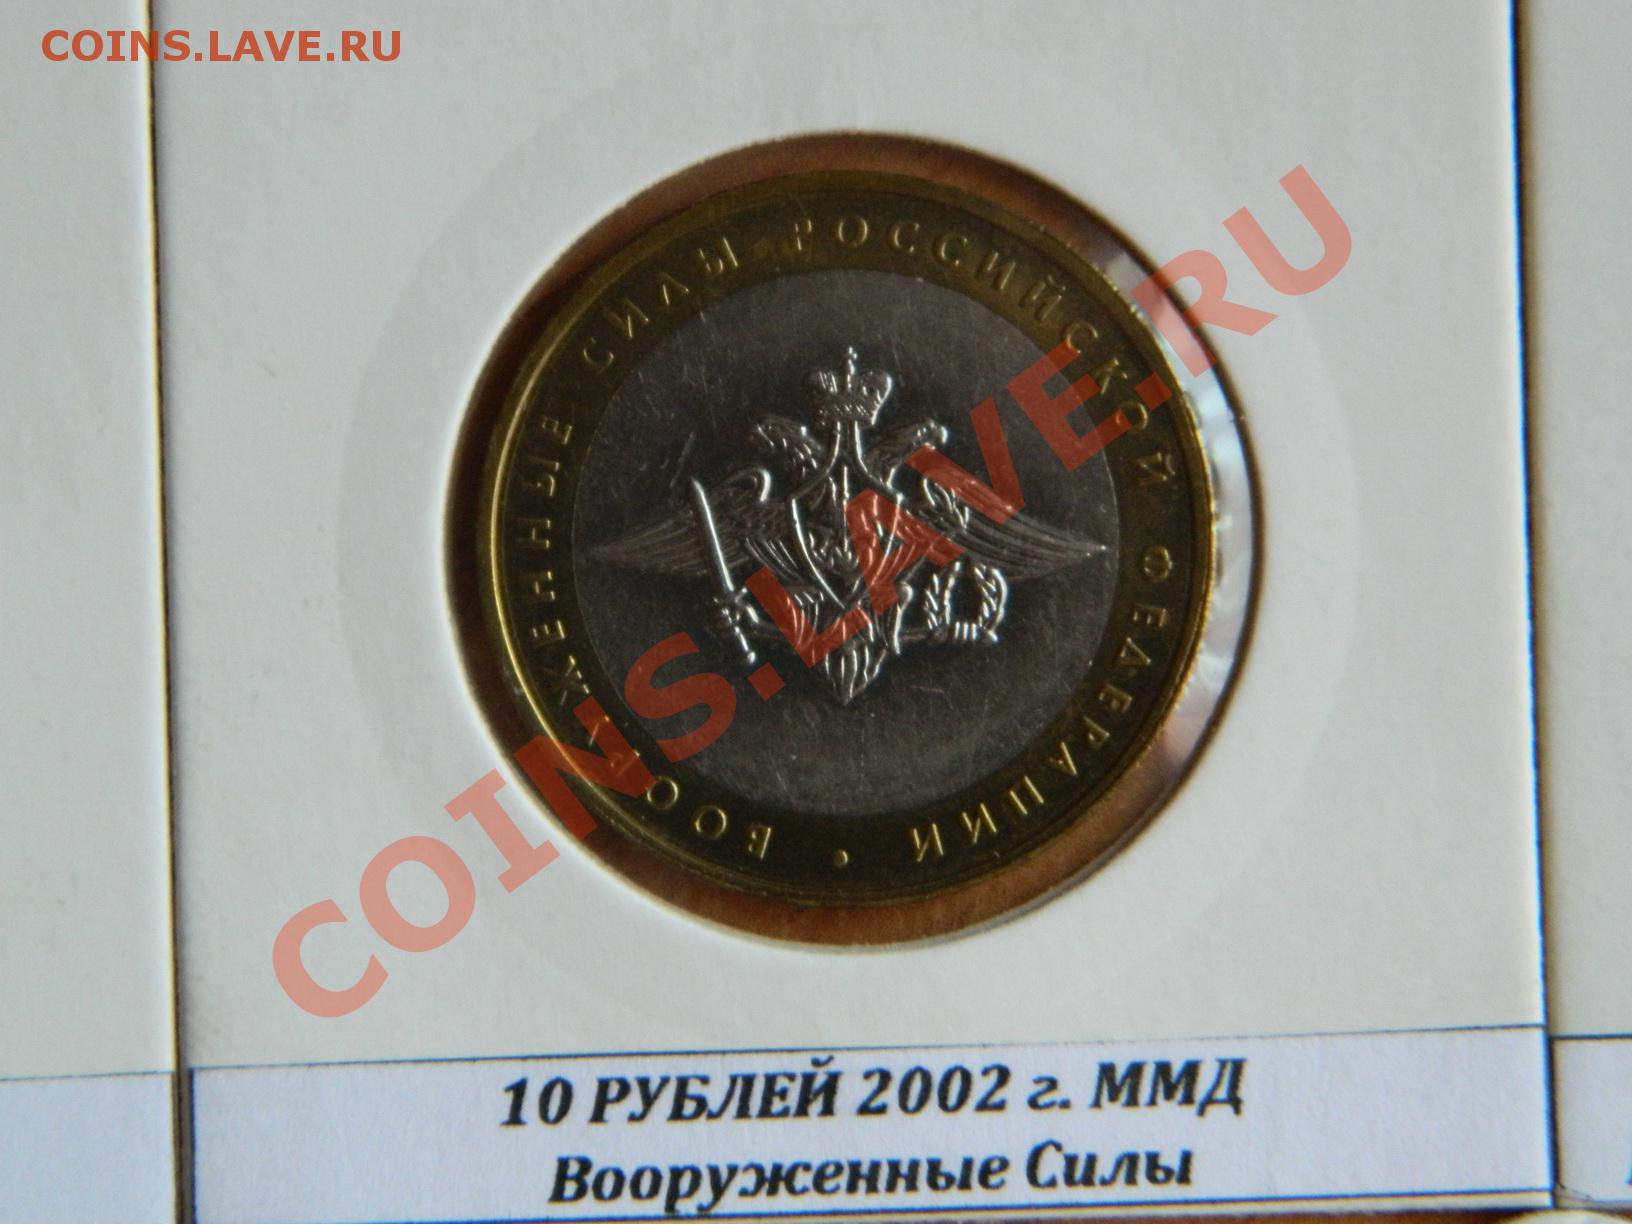 COINS.LAVE.RU
ВООРУЖЕННЫЕ СИЛЫ РОССИЙСКОЙ ФЕДЕРАЦИИ •
COINS.LAVE.RU
10 РУБЛЕЙ 2002 г. ММД
Вооруженные Силы